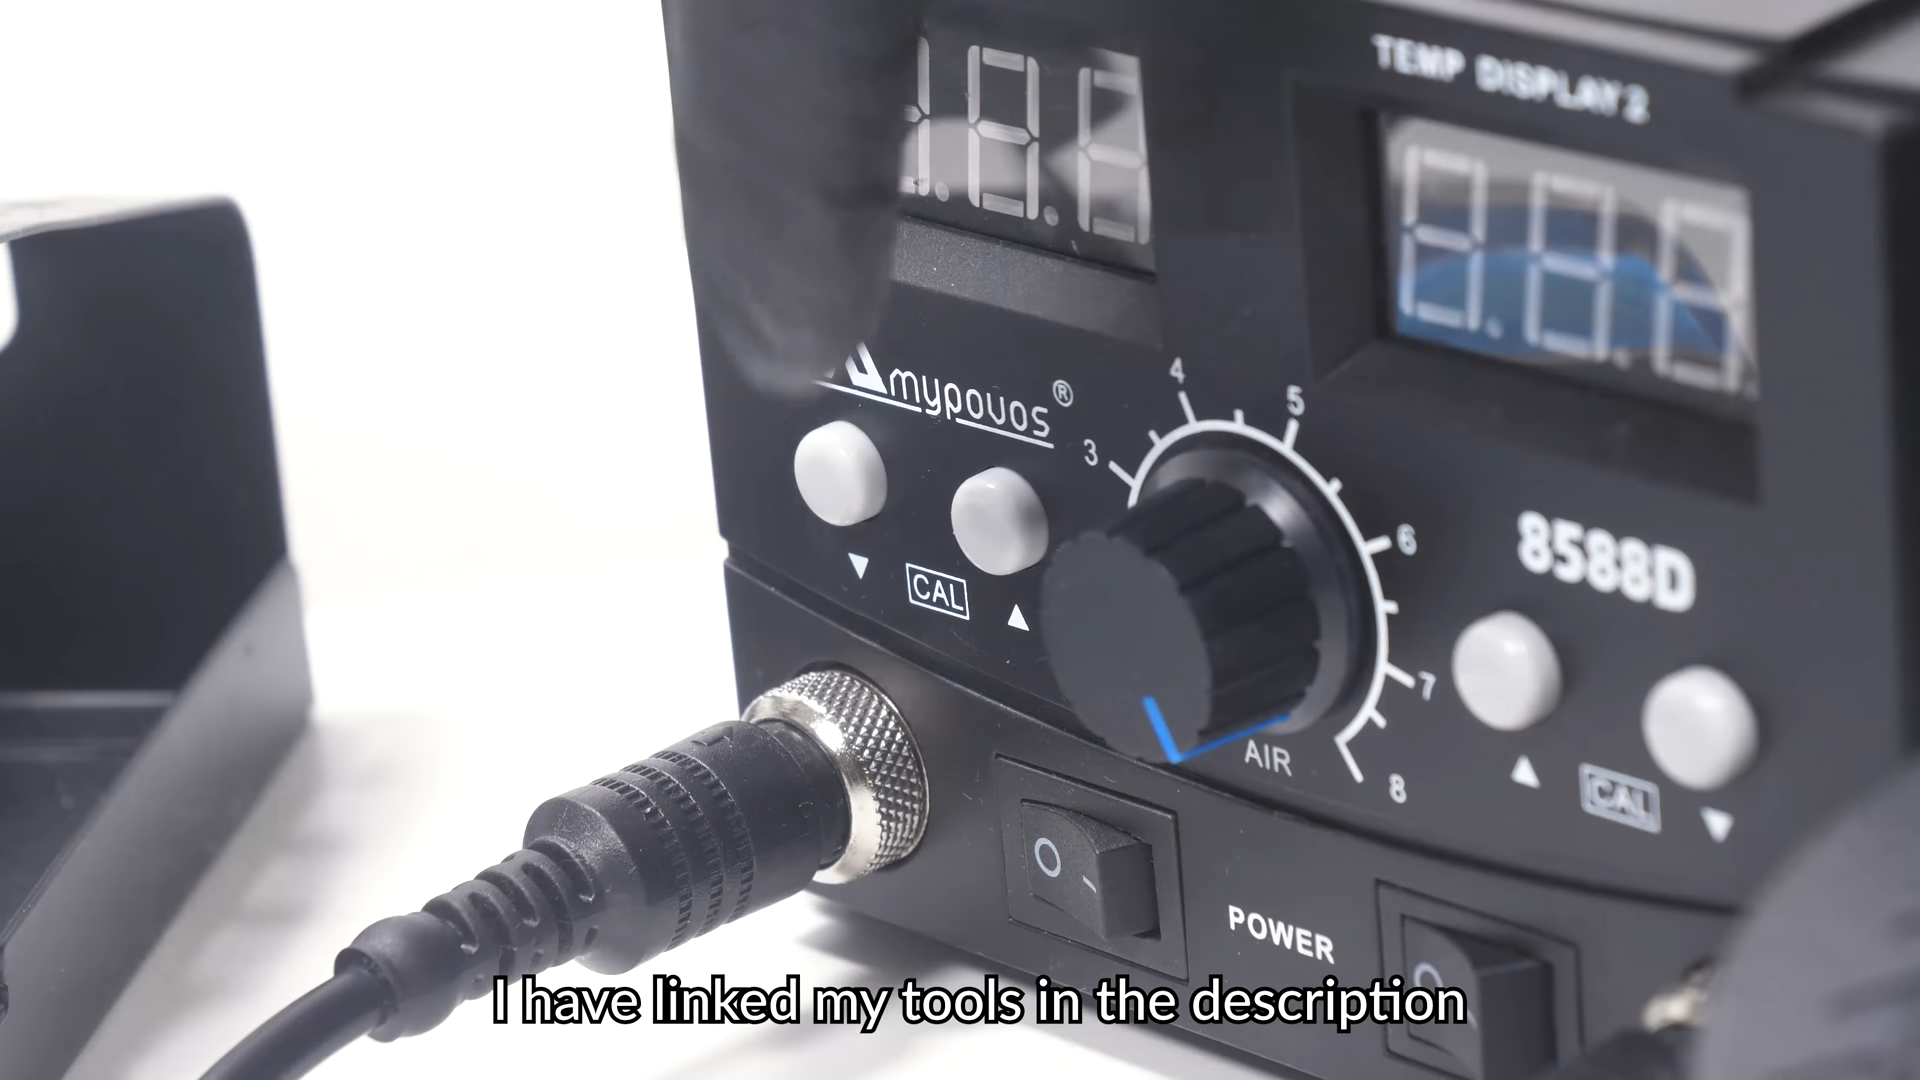 TEMP DISPLAY 2
Amypovos®
3
4
5
6
7
8
AIR
8588D
CAL
CAL
POWER
I have linked my tools in the description